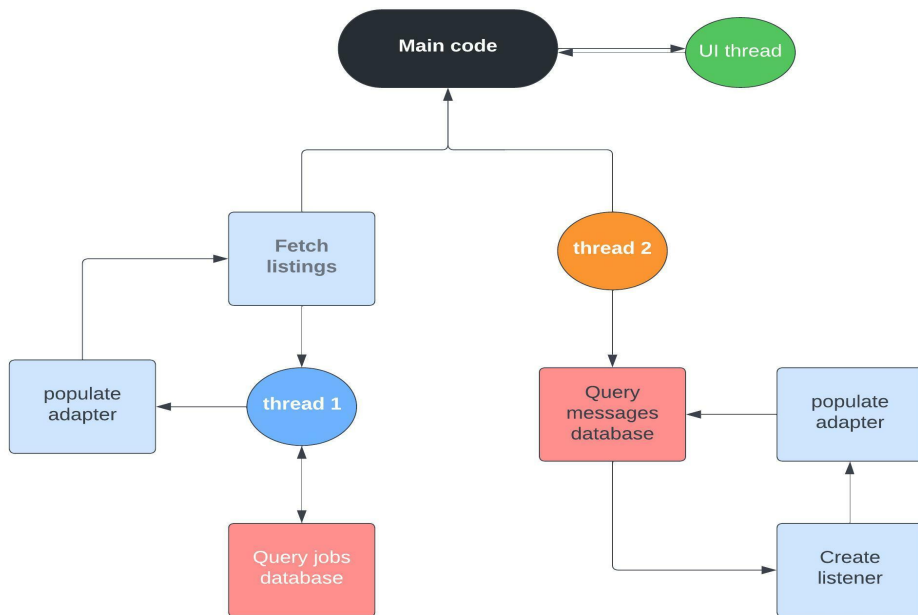 Main code
UI thread
Fetch
listings
thread 2
populate
adapter
thread 1
Query
messages
database
populate
adapter
Query jobs
database
Create
listener